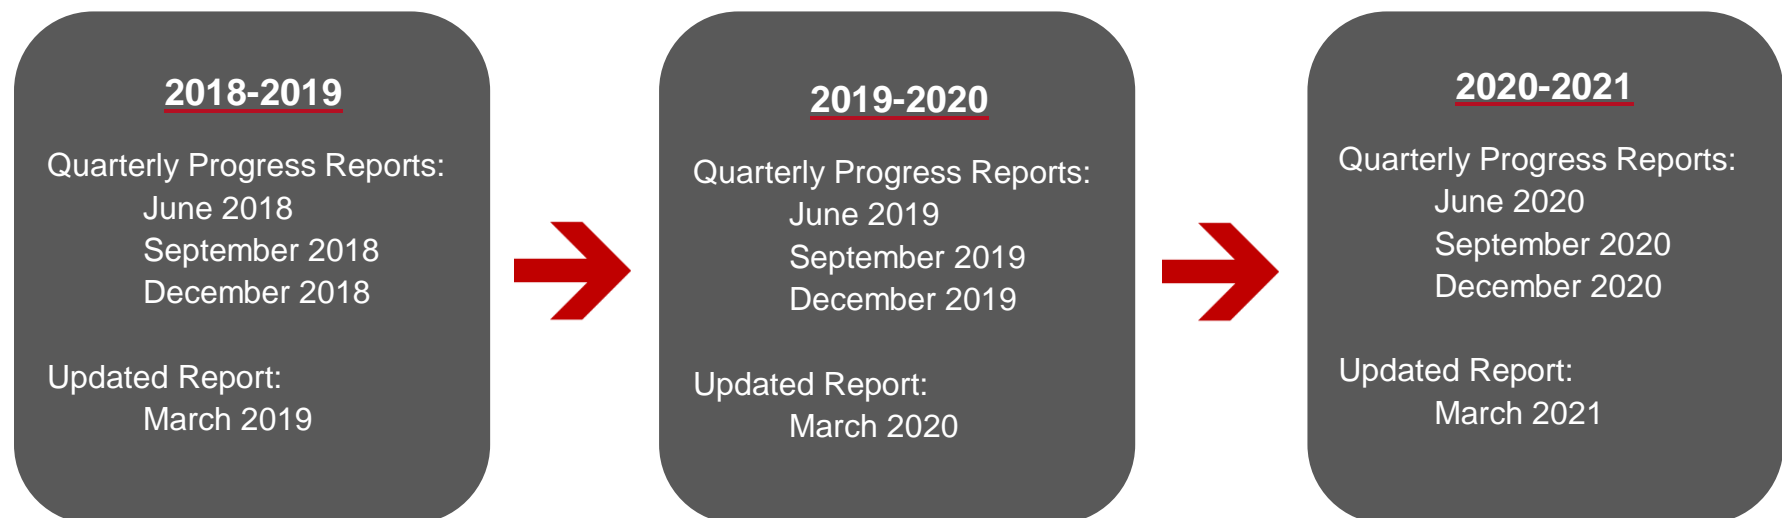 2018-2019
Quarterly Progress Reports:
June 2018
September 2018
December 2018
Updated Report:
March 2019
2019-2020
Quarterly Progress Reports:
June 2019
September 2019
December 2019
Updated Report:
March 2020
2020-2021
Quarterly Progress Reports:
June 2020
September 2020
December 2020
Updated Report:
March 2021